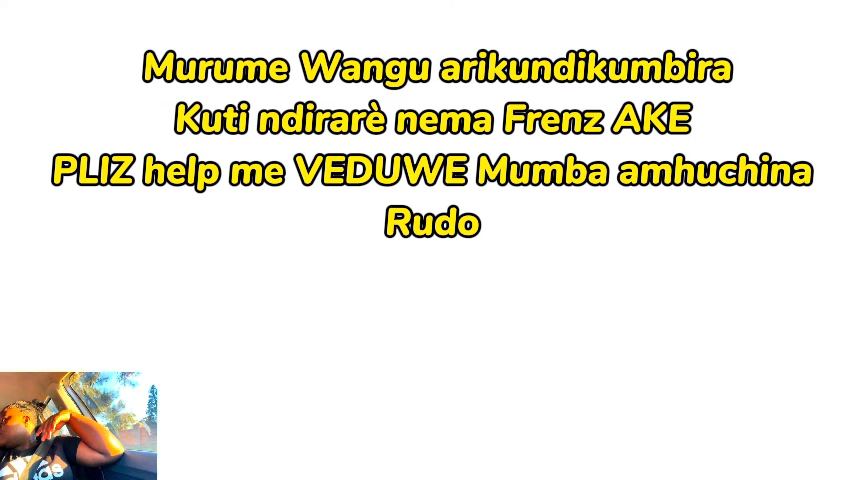 Murume Wangu arikundikumbira
Kuti ndirarè nema Frenz AKE
PLIZ help me VEDUWE Mumba amhuchina
Rudo